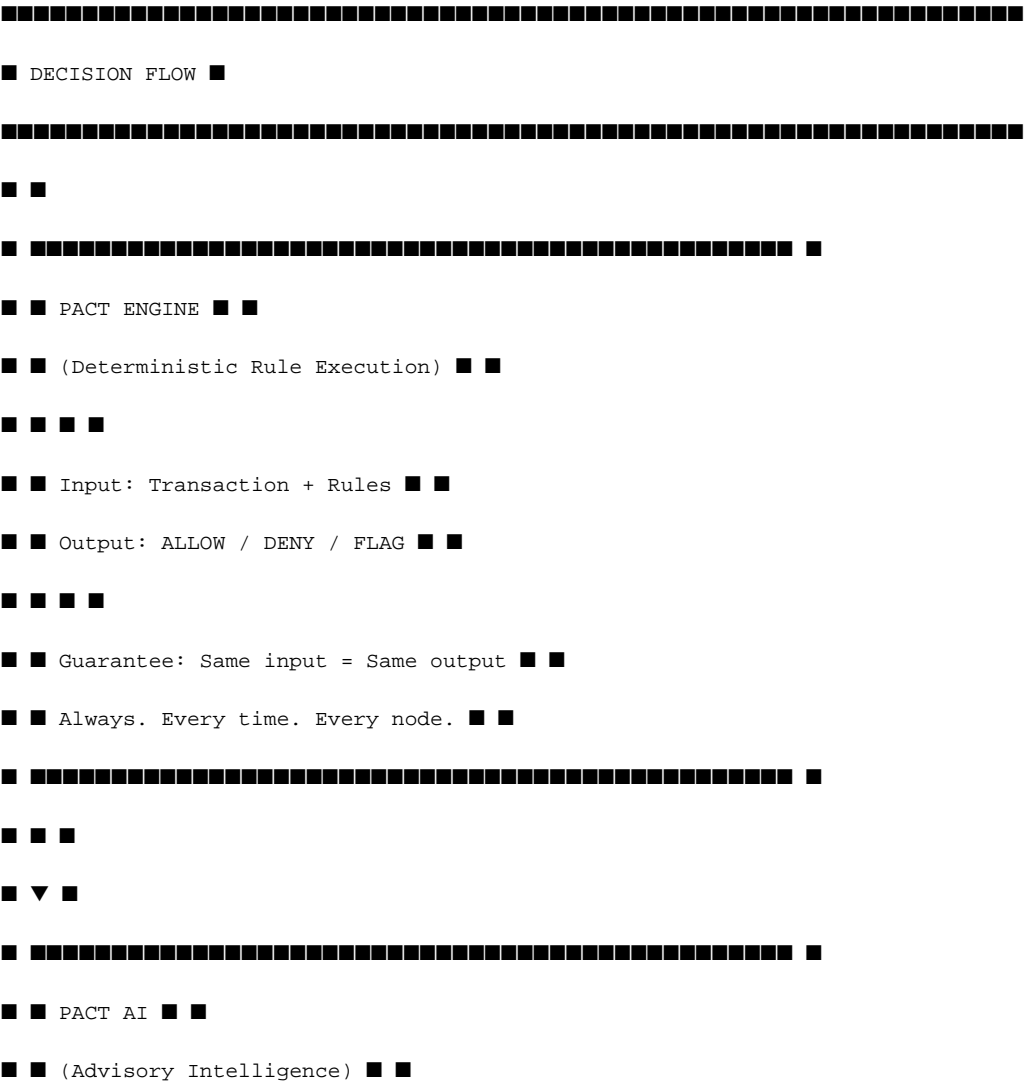 ■■■■■■■■■■■■■■■■■■■■■■■■■■■■■■■■■■■■■■■■■■■■■■■■■■■■■■■■■■■■■■■
■ DECISION FLOW ■
■■■■■■■■■■■■■■■■■■■■■■■■■■■■■■■■■■■■■■■■■■■■■■■■■■■■■■■■■■■■■■■
■ ■
■ ■■■■■■■■■■■■■■■■■■■■■■■■■■■■■■■■■■■■■■■■■■■■■■■ ■
■ ■ PACT ENGINE ■ ■
■ ■ (Deterministic Rule Execution) ■ ■
■ ■ ■ ■
■ ■ Input: Transaction + Rules ■ ■
■ ■ Output: ALLOW / DENY / FLAG ■ ■
■ ■ ■ ■
■ ■ Guarantee: Same input = Same output ■ ■
■ ■ Always. Every time. Every node. ■ ■
■ ■■■■■■■■■■■■■■■■■■■■■■■■■■■■■■■■■■■■■■■■■■■■■■■ ■
■ ■ ■
■ ▼ ■
■ ■■■■■■■■■■■■■■■■■■■■■■■■■■■■■■■■■■■■■■■■■■■■■■■ ■
■ ■ PACT AI ■ ■
■ ■ (Advisory Intelligence) ■ ■